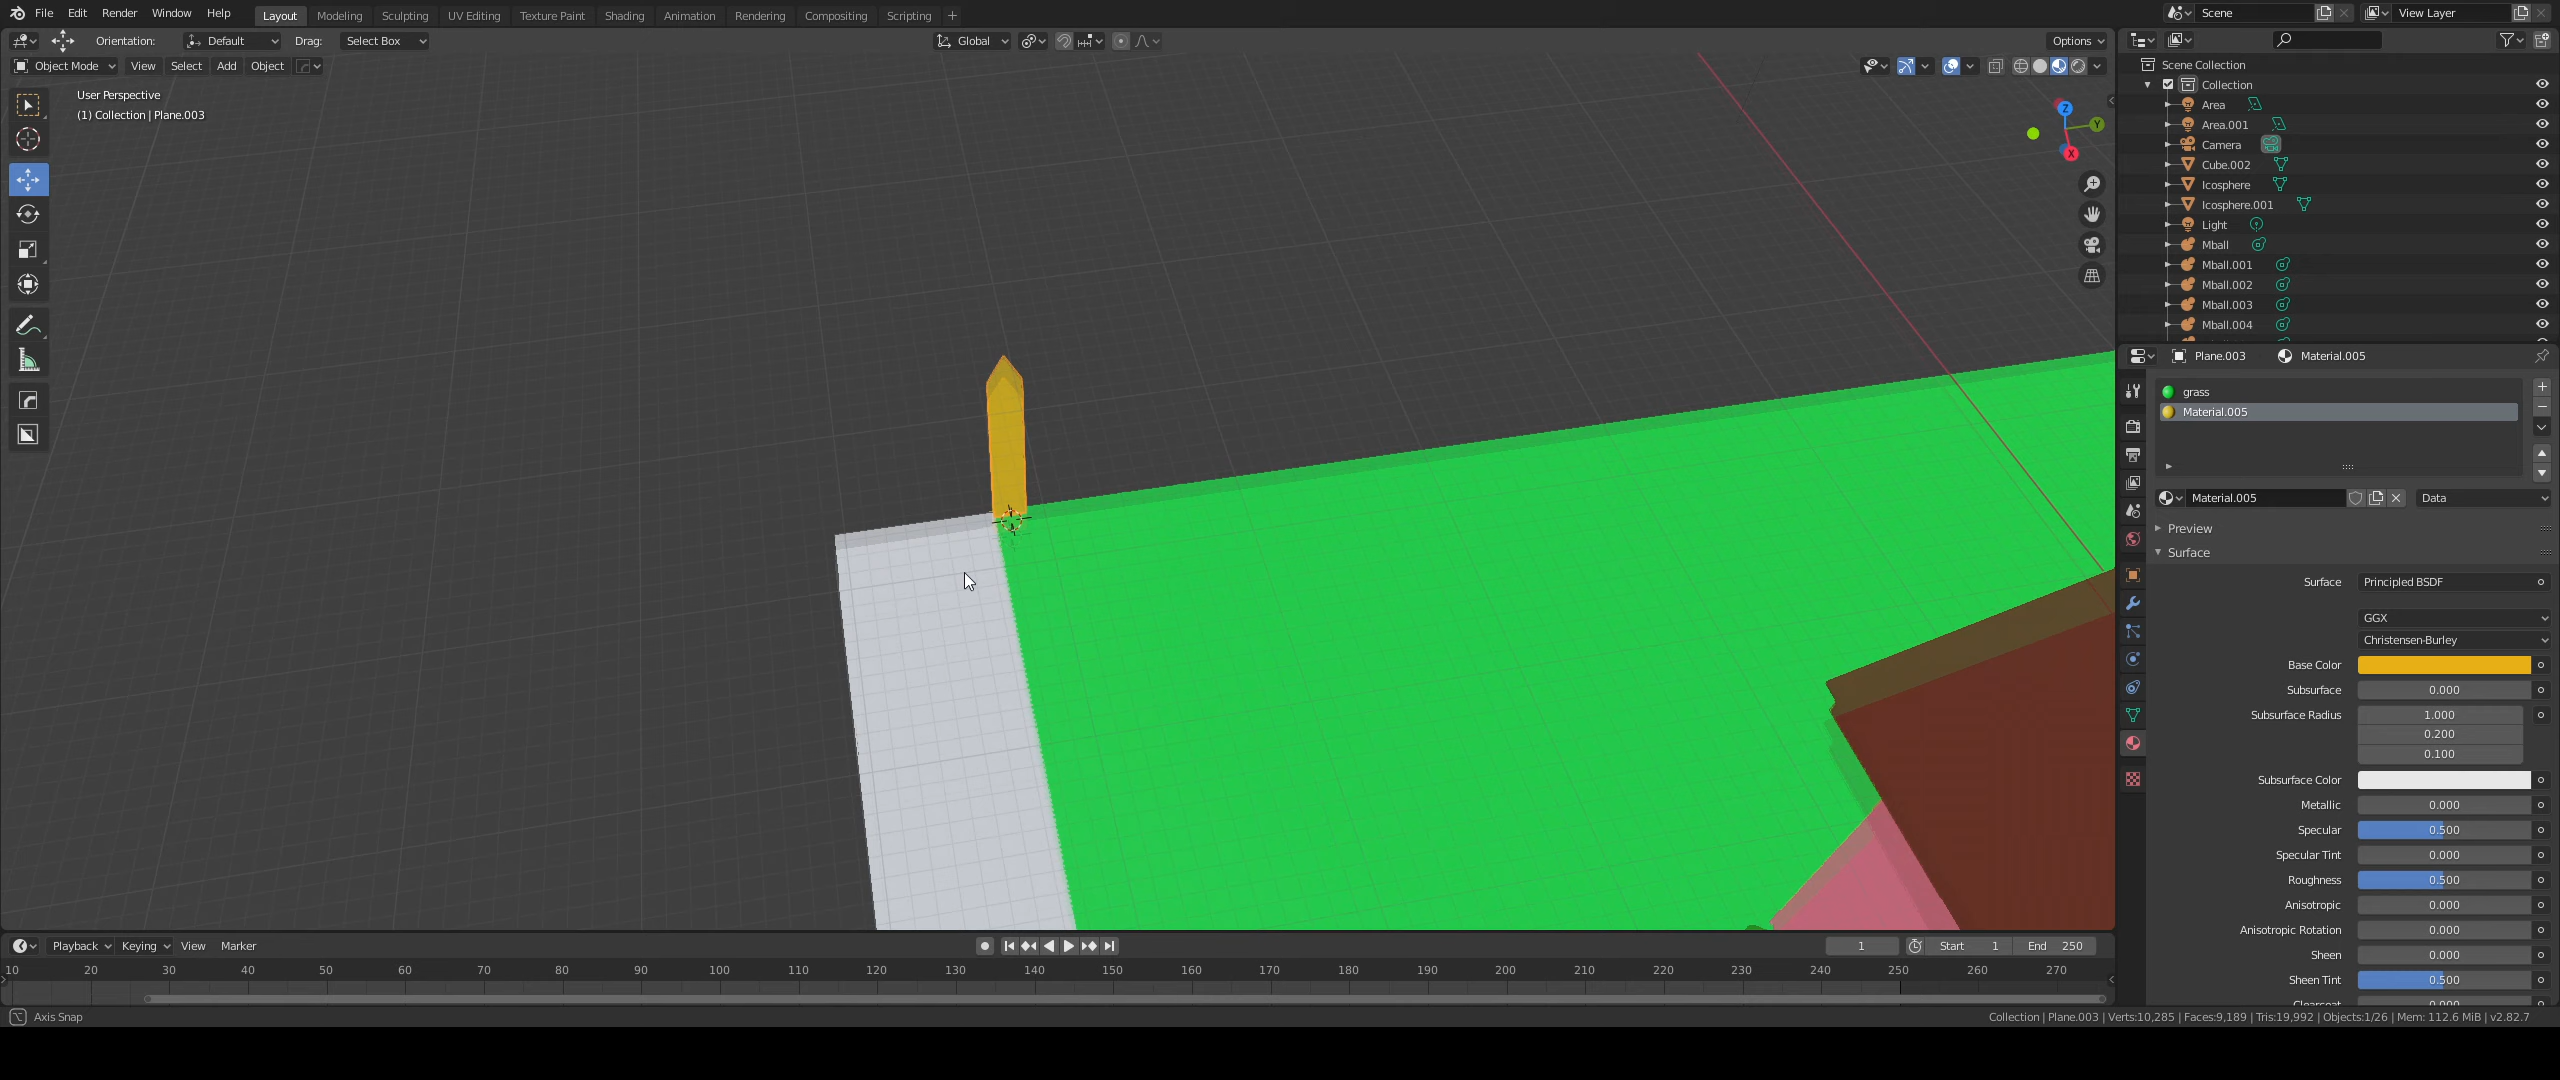 File Edit Render Window Help Layout Modeling Sculpting UV Editing Texture Paint Shading Animation Rendering Compositing Scripting + Scene View Layer
Orientation: Default Drag: Select Box Global Options
Object Mode View Select Add Object
User Perspective
(1) Collection | Plane.003
Z
Y
X
Scene Collection
Collection
Area
Area.001
Camera
Cube.002
Icosphere
Icosphere.001
Light
Mball
Mball.001
Mball.002
Mball.003
Mball.004
Plane.003 Material.005
grass
Material.005
Material.005 Data
Preview
Surface
Surface Principled BSDF
GGX
Christensen-Burley
Base Color
Subsurface 0.000
Subsurface Radius 1.000
0.200
0.100
Subsurface Color
Metallic 0.000
Specular 0.500
Specular Tint 0.000
Roughness 0.500
Anisotropic 0.000
Anisotropic Rotation 0.000
Sheen 0.000
Sheen Tint 0.500
Clearcoat 0.000
Playback Keying View Marker 1 Start 1 End 250
10 20 30 40 50 60 70 80 90 100 110 120 130 140 150 160 170 180 190 200 210 220 230 240 250 260 270
Axis Snap Collection | Plane.003 | Verts:10,285 | Faces:9,189 | Tris:19,992 | Objects:1/26 | Mem: 112.6 MiB | v2.82.7